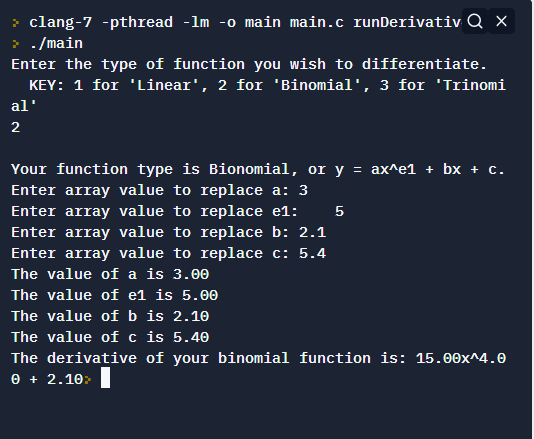 > clang-7 -pthread -lm -o main main.c runDerivativ
> ./main
Enter the type of function you wish to differentiate.
  KEY: 1 for 'Linear', 2 for 'Binomial', 3 for 'Trinomi
al'
2

Your function type is Bionomial, or y = ax^e1 + bx + c.
Enter array value to replace a: 3
Enter array value to replace e1:    5
Enter array value to replace b: 2.1
Enter array value to replace c: 5.4
The value of a is 3.00
The value of e1 is 5.00
The value of b is 2.10
The value of c is 5.40
The derivative of your binomial function is: 15.00x^4.0
0 + 2.10>